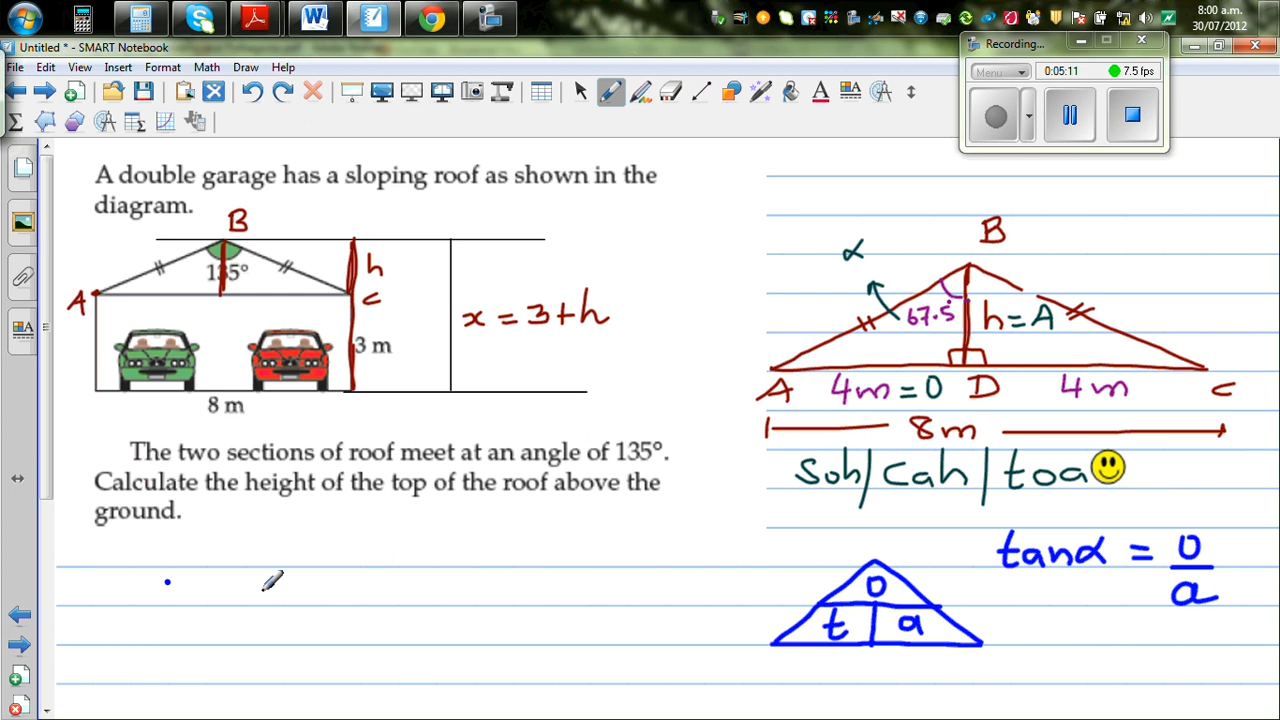 8:00 a.m.
30/07/2012
Untitled * - SMART Notebook
Recording...
File Edit View Insert Format Math Draw Help
Menu
0:05:11
7.5 fps
A double garage has a sloping roof as shown in the
diagram.
B
135°
h
A
C
x = 3 + h
3 m
8 m
The two sections of roof meet at an angle of 135°.
Calculate the height of the top of the roof above the
ground.
B
α
67.5°
h = A
A
4m = O
D
4m
C
8m
Soh/Cah/toa
tanα = O/a
O
t
a